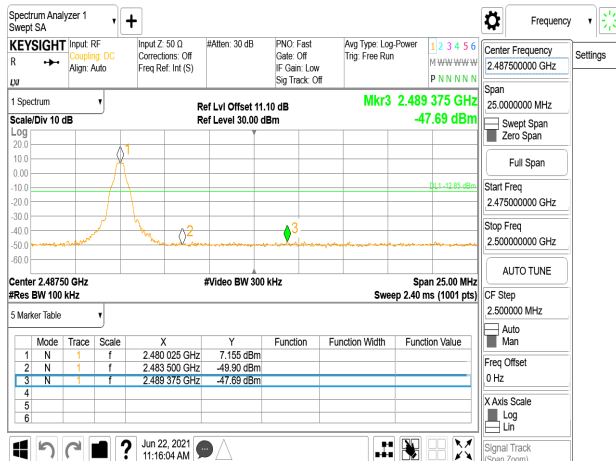 Spectrum Analyzer 1
Swept SA
Frequency
KEYSIGHT
R
LXI
Input: RF
Coupling: DC
Align: Auto
Input Z: 50 Ω
Corrections: Off
Freq Ref: Int (S)
#Atten: 30 dB
PNO: Fast
Gate: Off
IF Gain: Low
Sig Track: Off
Avg Type: Log-Power
Trig: Free Run
1 2 3 4 5 6
M W W W W W
P N N N N N
1 Spectrum
Scale/Div 10 dB
Ref Lvl Offset 11.10 dB
Ref Level 30.00 dBm
Mkr3 2.489 375 GHz
-47.69 dBm
Log
20.0
10.0
0.00
-10.0
-20.0
-30.0
-40.0
-50.0
-60.0
1
2
3
DL1 -12.85 dBm
Center 2.48750 GHz
#Res BW 100 kHz
#Video BW 300 kHz
Span 25.00 MHz
Sweep 2.40 ms (1001 pts)
5 Marker Table
Mode Trace Scale X Y Function Function Width Function Value
1 N 1 f 2.480 025 GHz 7.155 dBm
2 N 1 f 2.483 500 GHz -49.90 dBm
3 N 1 f 2.489 375 GHz -47.69 dBm
4
5
6
Jun 22, 2021
11:16:04 AM
Center Frequency
2.487500000 GHz
Settings
Span
25.0000000 MHz
Swept Span
Zero Span
Full Span
Start Freq
2.475000000 GHz
Stop Freq
2.500000000 GHz
AUTO TUNE
CF Step
2.500000 MHz
Auto
Man
Freq Offset
0 Hz
X Axis Scale
Log
Lin
Signal Track
(Span Zoom)